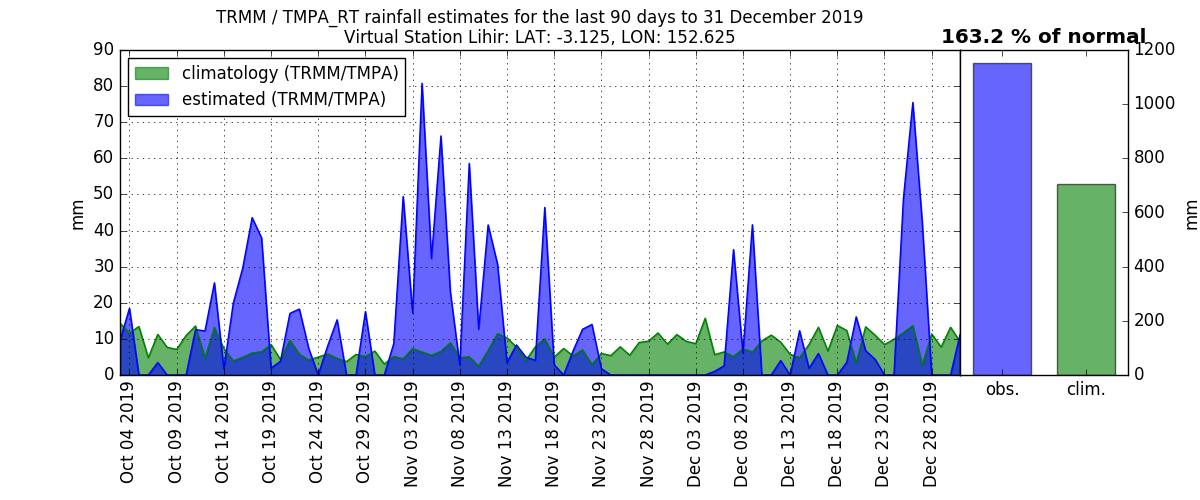 TRMM / TMPA_RT rainfall estimates for the last 90 days to 31 December 2019
Virtual Station Lihir: LAT: -3.125, LON: 152.625
163.2 % of normal
climatology (TRMM/TMPA)
estimated (TRMM/TMPA)
mm
90
80
70
60
50
40
30
20
10
0
Oct 04 2019
Oct 09 2019
Oct 14 2019
Oct 19 2019
Oct 24 2019
Oct 29 2019
Nov 03 2019
Nov 08 2019
Nov 13 2019
Nov 18 2019
Nov 23 2019
Nov 28 2019
Dec 03 2019
Dec 08 2019
Dec 13 2019
Dec 18 2019
Dec 23 2019
Dec 28 2019
obs.
clim.
1200
1000
800
600
400
200
0
mm